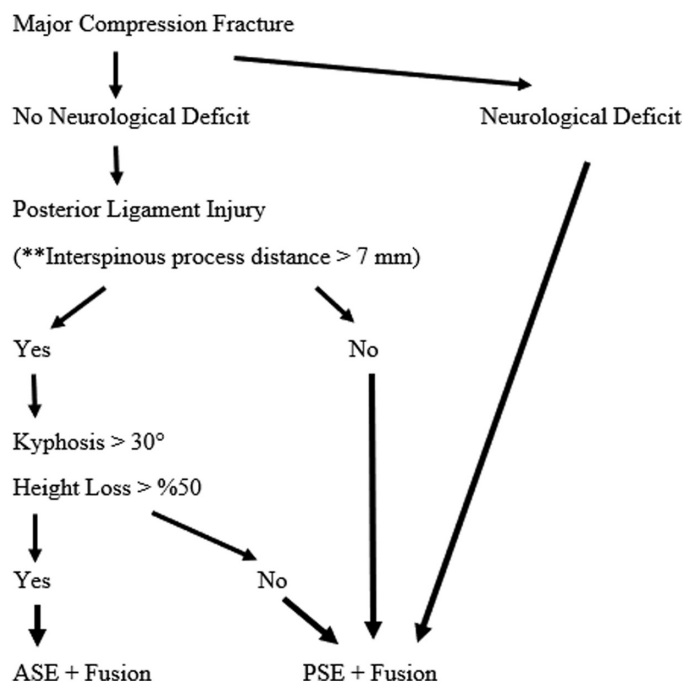 Major Compression Fracture
No Neurological Deficit
Neurological Deficit
Posterior Ligament Injury
(**Interspinous process distance > 7 mm)
Yes
No
Kyphosis > 30°
Height Loss > %50
Yes
No
ASE + Fusion
PSE + Fusion